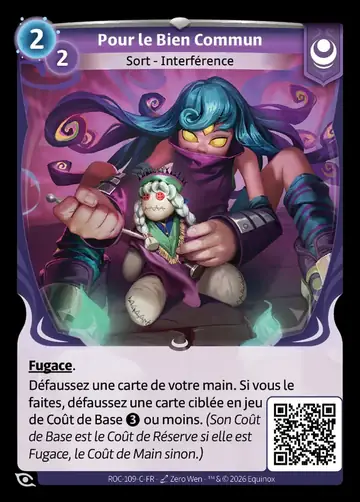 2
2
Pour le Bien Commun
Sort - Interférence
Fugace.
Défaussez une carte de votre main. Si vous le
faites, défaussez une carte ciblée en jeu
de Coût de Base 3 ou moins. (Son Coût
de Base est le Coût de Réserve si elle est
Fugace, le Coût de Main sinon.)
ROC-109-C-FR - Zero Wen - ™ & © 2026 Equinox